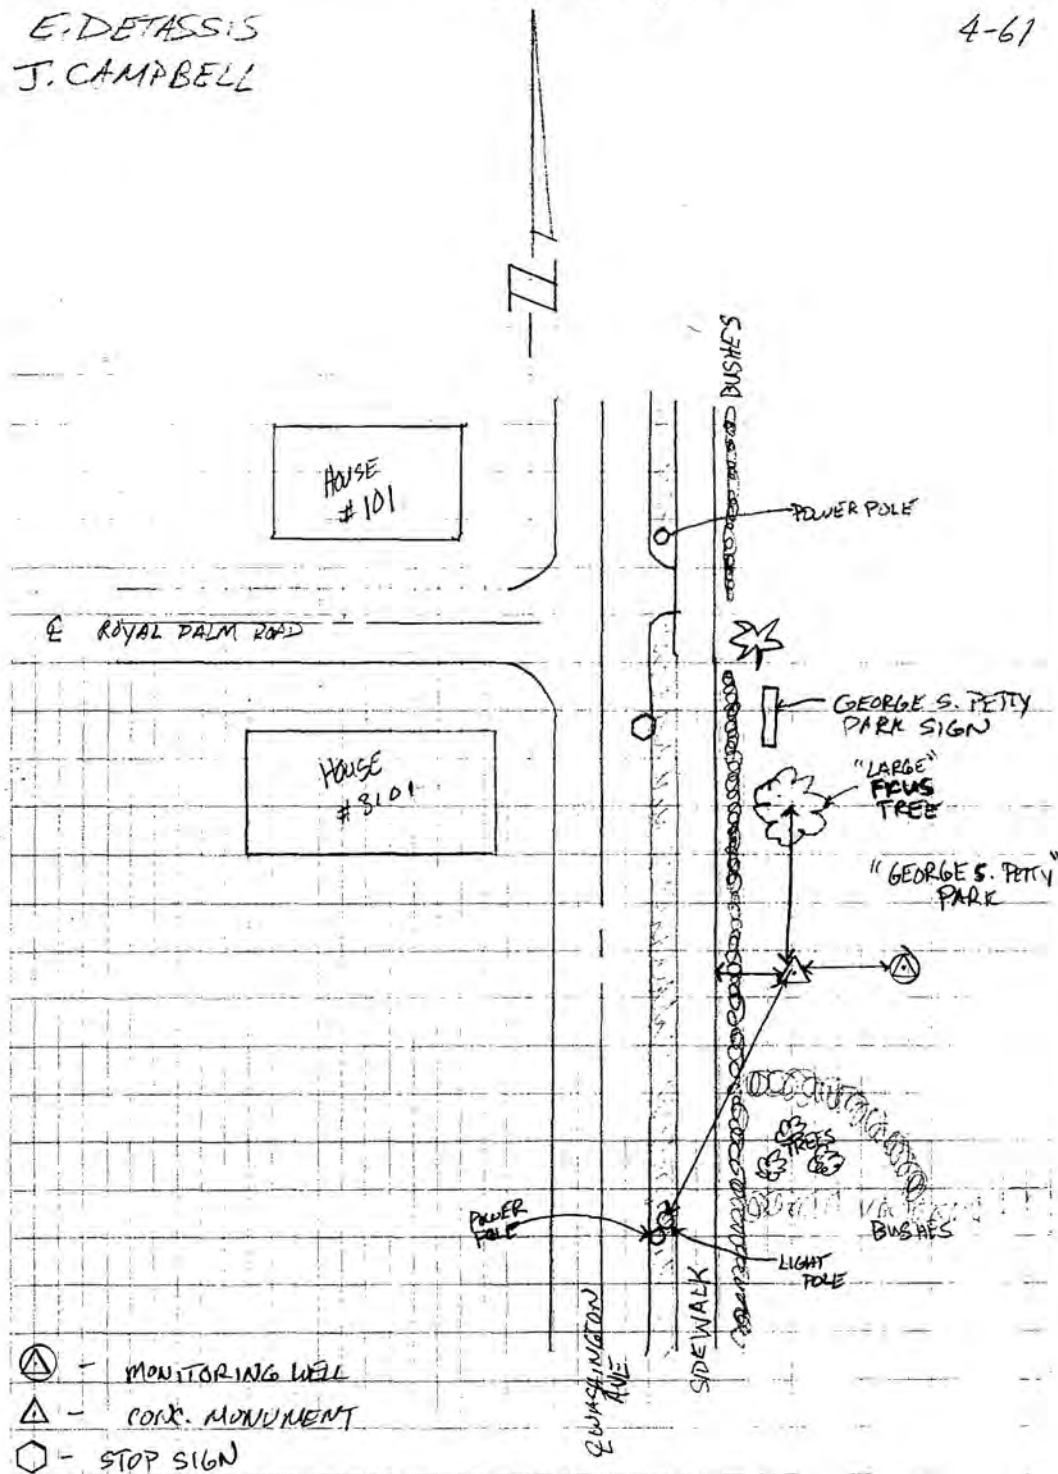 E. DETASSIS
J. CAMPBELL
4-61
N
BUSHES
HOUSE
#101
POWER POLE
℄ ROYAL PALM ROAD
GEORGE S. PETTY
PARK SIGN
HOUSE
#8101
"LARGE"
FICUS
TREE
"GEORGE S. PETTY"
PARK
TREES
POWER
POLE
BUSHES
LIGHT
POLE
℄ WASHINGTON
AVE
SIDEWALK
- MONITORING WELL
- CONC. MONUMENT
- STOP SIGN